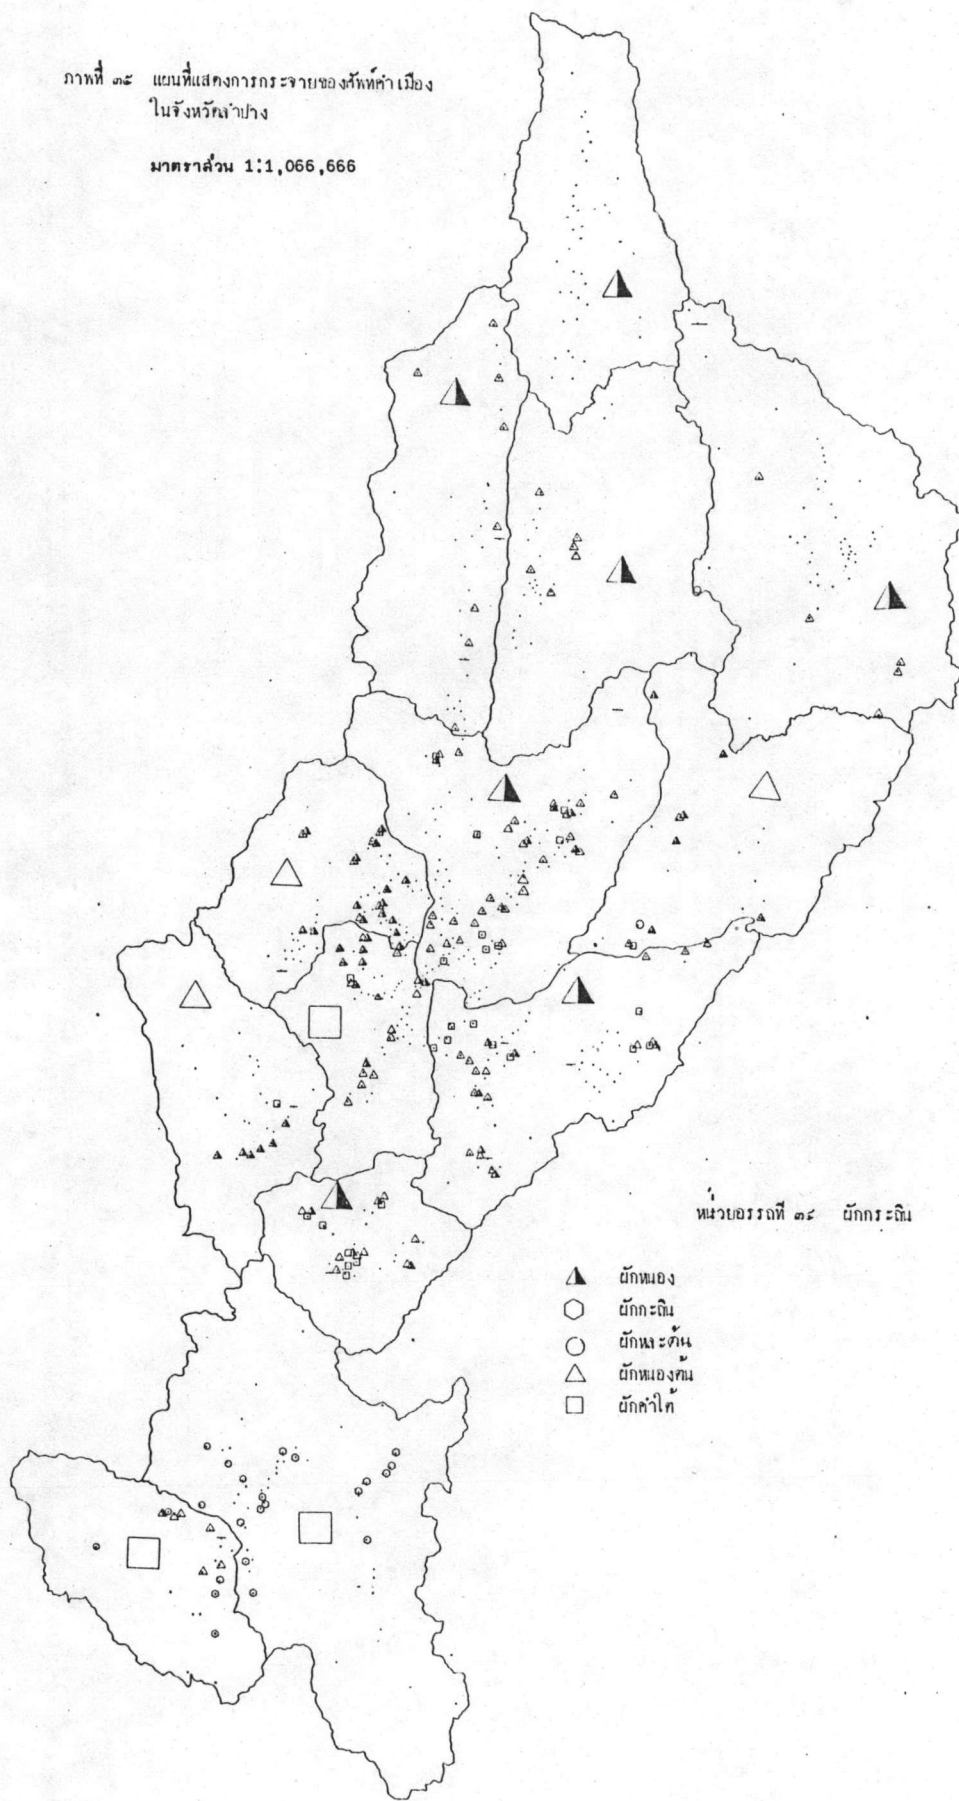 ภาพที่ ๓๕ แผนที่แสดงการกระจายของศัพท์คำเมือง
ในจังหวัดลำปาง
มาตราส่วน 1:1,066,666
หน่วยอรรถที่ ๓๔ ผักกระถิน
ผักหนอง
ผักกะถิน
ผักหละต้น
ผักหนองต้น
ผักคำใต้